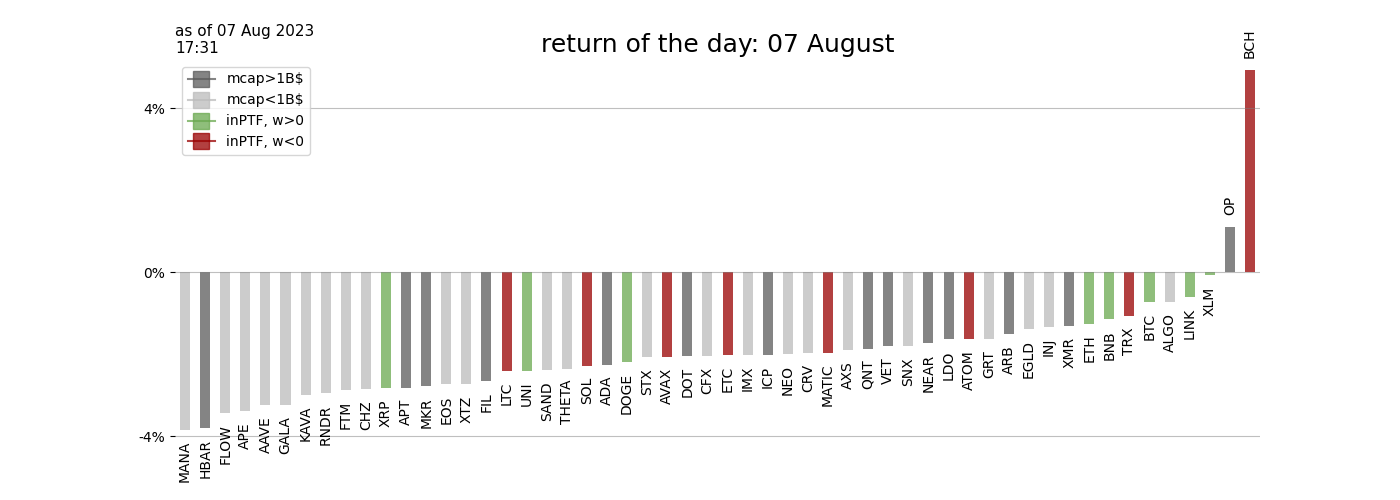 as of 07 Aug 2023
17:31
return of the day: 07 August
mcap>1B$
mcap<1B$
inPTF, w>0
inPTF, w<0
4%
0%
-4%
MANA
HBAR
FLOW
APE
AAVE
GALA
KAVA
RNDR
FTM
CHZ
XRP
APT
MKR
EOS
XTZ
FIL
LTC
UNI
SAND
THETA
SOL
ADA
DOGE
STX
AVAX
DOT
CFX
ETC
IMX
ICP
NEO
CRV
MATIC
AXS
QNT
VET
SNX
NEAR
LDO
ATOM
GRT
ARB
EGLD
INJ
XMR
ETH
BNB
TRX
BTC
ALGO
LINK
XLM
OP
BCH